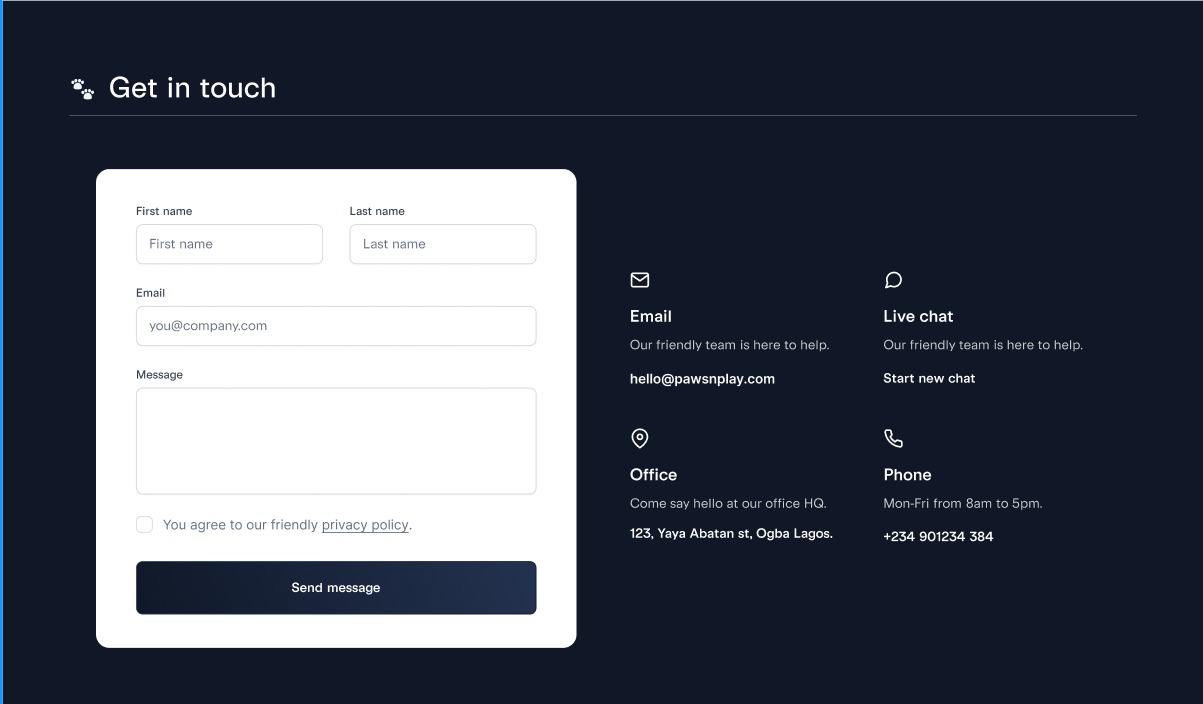 Get in touch
First name
Last name
First name
Last name
Email
you@company.com
Message
You agree to our friendly privacy policy.
Send message
Email
Our friendly team is here to help.
hello@pawsnplay.com
Live chat
Our friendly team is here to help.
Start new chat
Office
Come say hello at our office HQ.
123, Yaya Abatan st, Ogba Lagos.
Phone
Mon-Fri from 8am to 5pm.
+234 901234 384